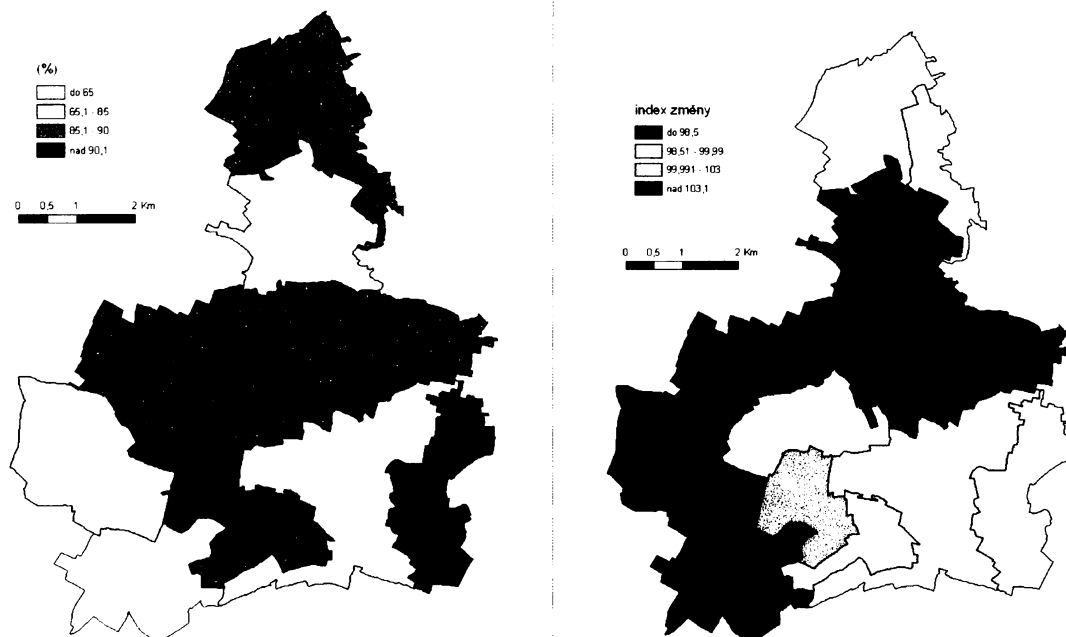 (%)
do 65
65,1 - 85
85,1 - 90
nad 90,1
0 0,5 1 2 Km
index změny
do 98,5
98,51 - 99,99
99,991 - 103
nad 103,1
0 0,5 1 2 Km